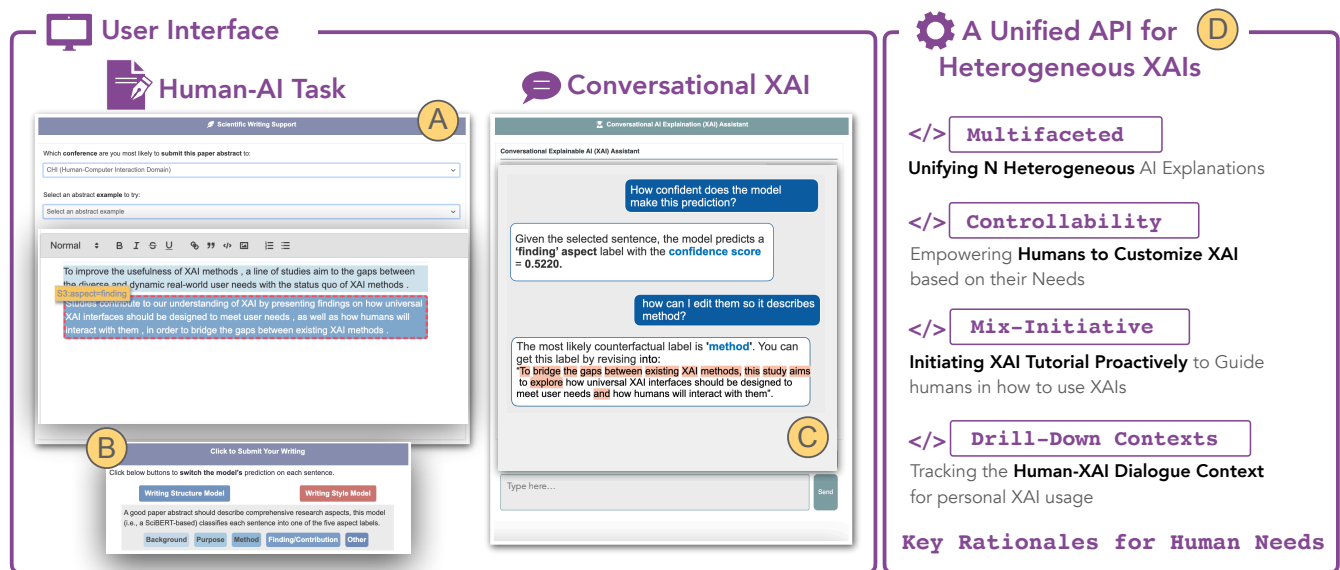 User Interface
Human-AI Task
A
Scientific Writing Support
Which conference are you most likely to submit this paper abstract to:
CHI (Human-Computer Interaction Domain)
Select an abstract example to try:
Select an abstract example
Normal B I S U
To improve the usefulness of XAI methods , a line of studies aim to the gaps between
the diverse and dynamic real-world user needs with the status quo of XAI methods .
S3:aspect=finding
Studies contribute to our understanding of XAI by presenting findings on how universal
XAI interfaces should be designed to meet user needs , as well as how humans will
interact with them , in order to bridge the gaps between existing XAI methods .
B
Click to Submit Your Writing
Click below buttons to switch the model's prediction on each sentence.
Writing Structure Model Writing Style Model
A good paper abstract should describe comprehensive research aspects, this model
(i.e., a SciBERT-based) classifies each sentence into one of the five aspect labels.
Background Purpose Method Finding/Contribution Other
Conversational XAI
Conversational AI Explaination (XAI) Assistant
Conversational Explainable AI (XAI) Assistant
How confident does the model
make this prediction?
Given the selected sentence, the model predicts a
'finding' aspect label with the confidence score
= 0.5220.
how can I edit them so it describes
method?
The most likely counterfactual label is 'method'. You can
get this label by revising into:
"To bridge the gaps between existing XAI methods, this study aims
to explore how universal XAI interfaces should be designed to
meet user needs and how humans will interact with them".
C
Type here...
Send
A Unified API for D
Heterogeneous XAIs
</> Multifaceted
Unifying N Heterogeneous AI Explanations
</> Controllability
Empowering Humans to Customize XAI
based on their Needs
</> Mix-Initiative
Initiating XAI Tutorial Proactively to Guide
humans in how to use XAIs
</> Drill-Down Contexts
Tracking the Human-XAI Dialogue Context
for personal XAI usage
Key Rationales for Human Needs